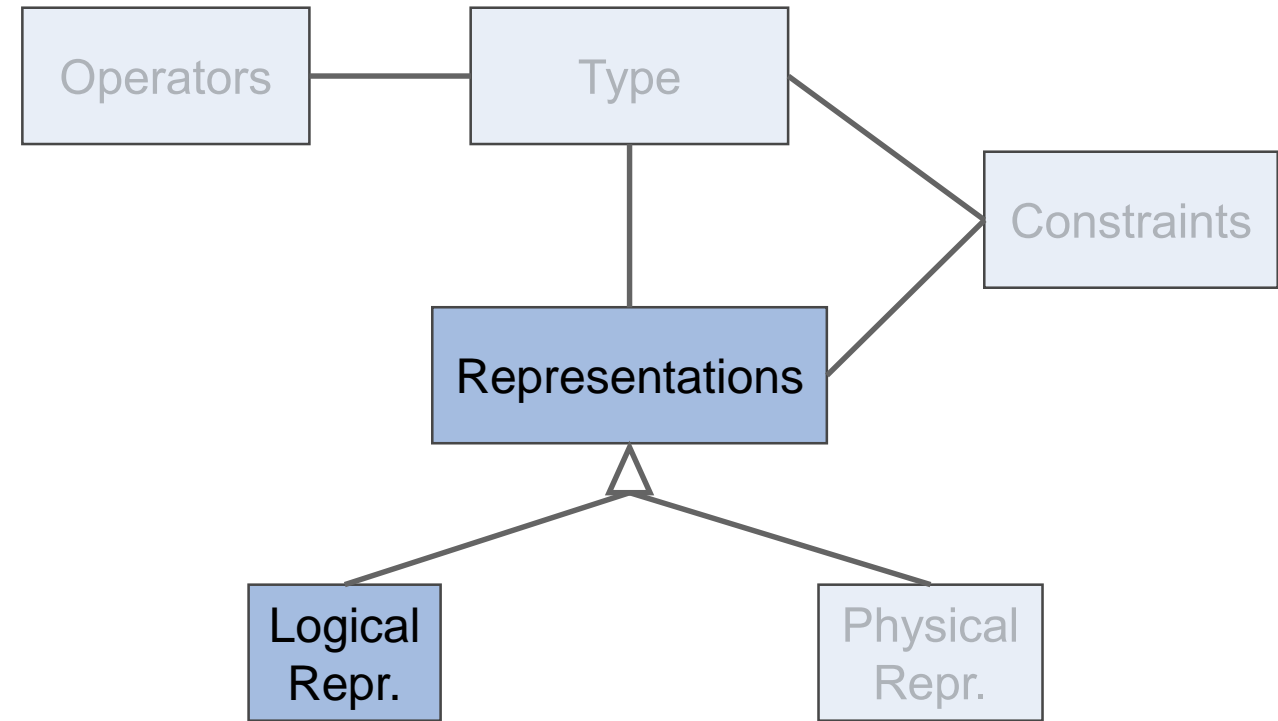 Operators
Type
Constraints
Representations
Logical
Repr.
Physical
Repr.